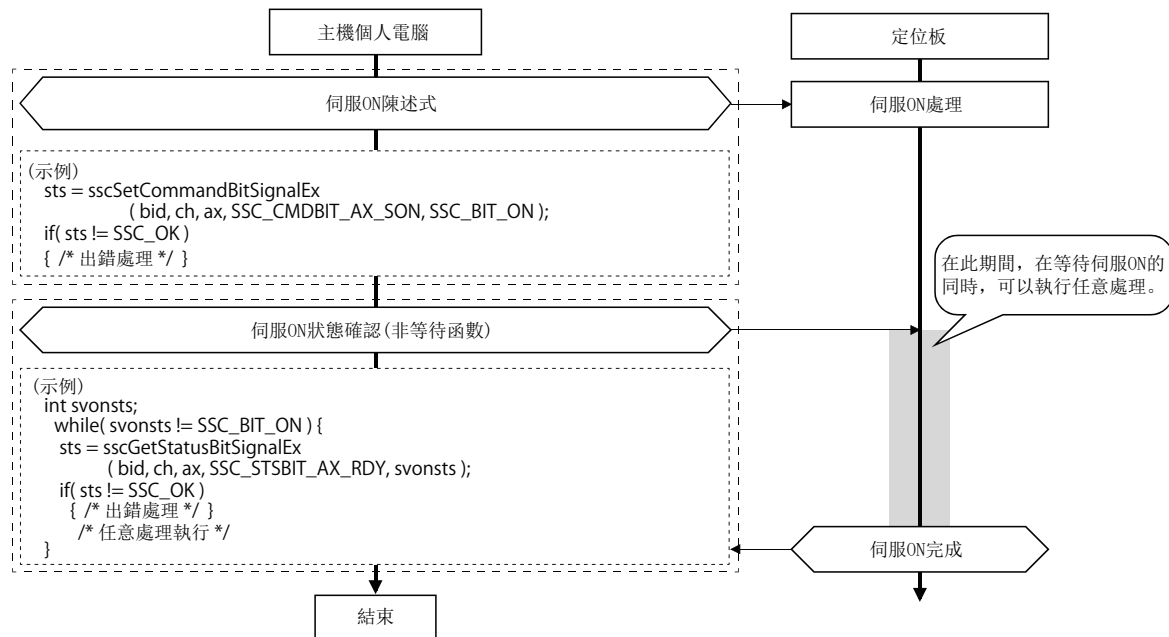 主機個人電腦
定位板
伺服ON陳述式
伺服ON處理
(示例)
sts = sscSetCommandBitSignalEx
( bid, ch, ax, SSC_CMDBIT_AX_SON, SSC_BIT_ON );
if( sts != SSC_OK )
{ /* 出錯處理 */ }
在此期間，在等待伺服ON的
同時，可以執行任意處理。
伺服ON狀態確認(非等待函數)
(示例)
int svonsts;
while( svonsts != SSC_BIT_ON ) {
sts = sscGetStatusBitSignalEx
( bid, ch, ax, SSC_STSBIT_AX_RDY, svonsts );
if( sts != SSC_OK )
{ /* 出錯處理 */ }
/* 任意處理執行 */
}
伺服ON完成
結束